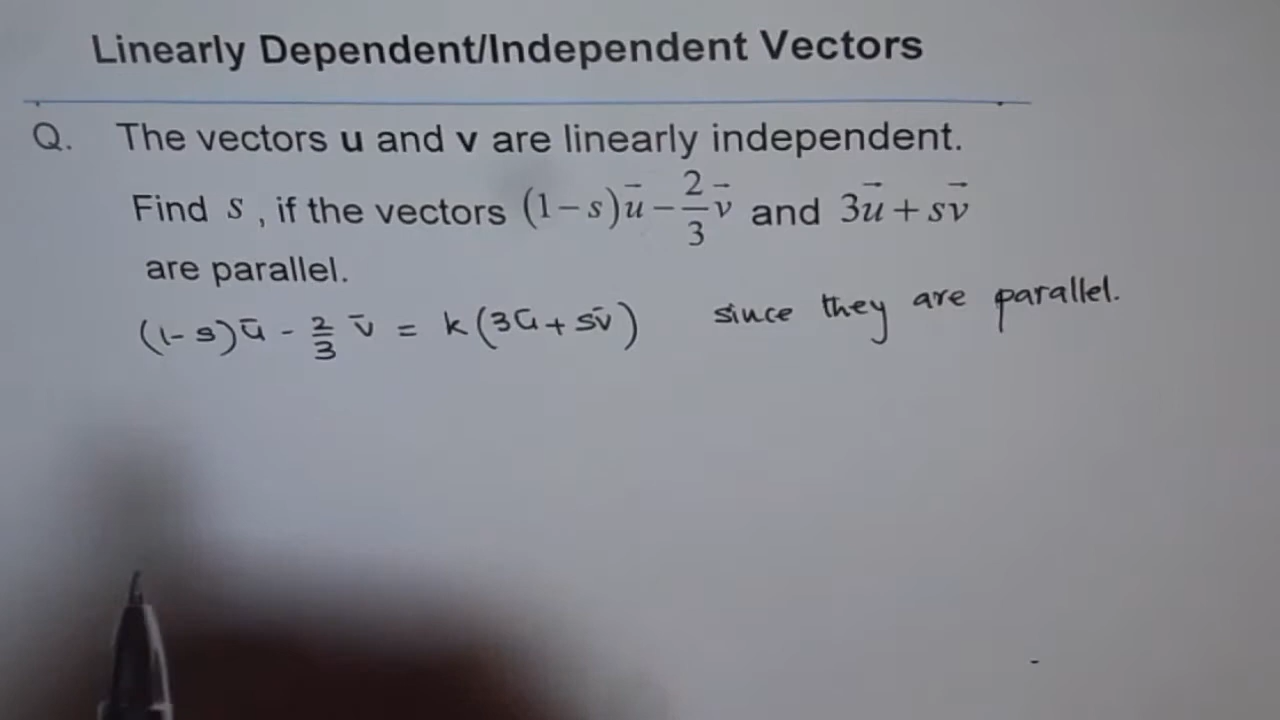 Linearly Dependent/Independent Vectors
Q. The vectors u and v are linearly independent.
Find s, if the vectors (1−s)u⃗ − 2/3 v⃗ and 3u⃗ + sv⃗
are parallel.
(1-s)ū - 2/3 v̄ = k(3ū + sv̄) since they are parallel.